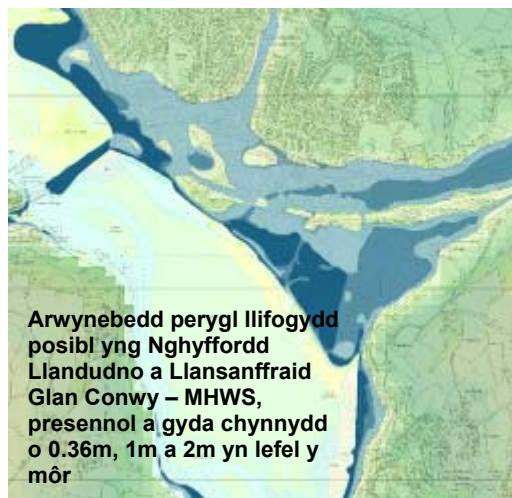 Arwynebedd perygl llifogydd
posibl yng Nghyffordd
Llandudno a Llansanffraid
Glan Conwy – MHWS,
presennol a gyda chynnydd
o 0.36m, 1m a 2m yn lefel y
môr